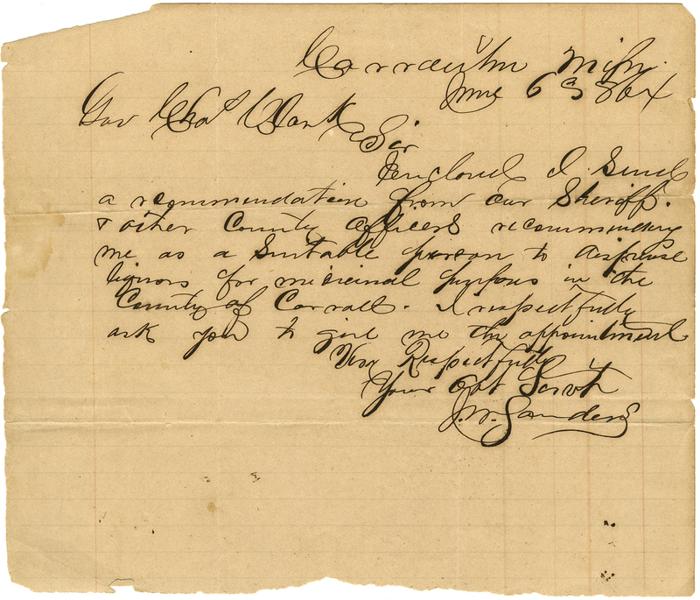 Carrollton Miss.
June 6th 1864
Gov Chas Clark
Sir
Enclosed I Send
a recommendation from our Sheriff.
& other County officers recommending
me as a Suitable person to dispense
liquors for medicinal purposes in the
County of Carroll. I respectfully
ask you to give me the appointment
Very Respectfully
Your Obt Servt
J. W. Sanders